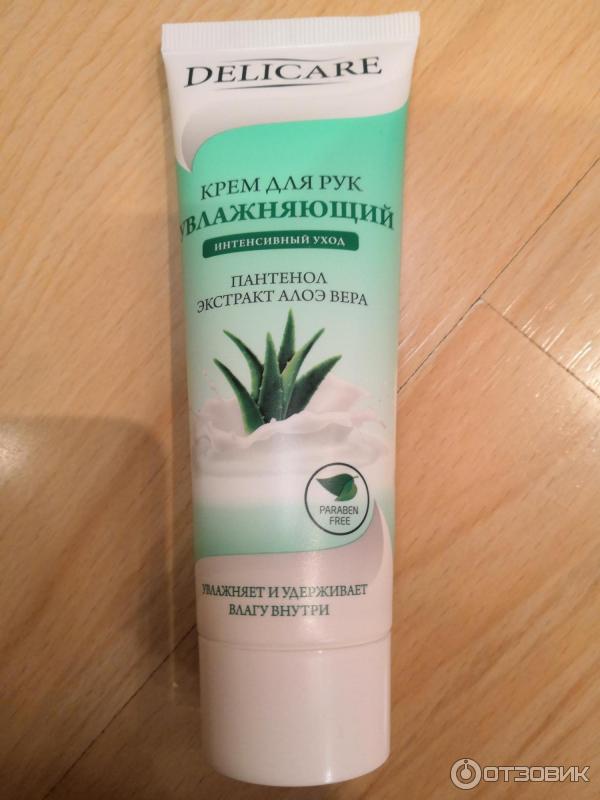 DELICARE
КРЕМ ДЛЯ РУК
УВЛАЖНЯЮЩИЙ
ИНТЕНСИВНЫЙ УХОД
ПАНТЕНОЛ
ЭКСТРАКТ АЛОЭ ВЕРА
PARABEN
FREE
УВЛАЖНЯЕТ И УДЕРЖИВАЕТ
ВЛАГУ ВНУТРИ
ОТЗОВИК